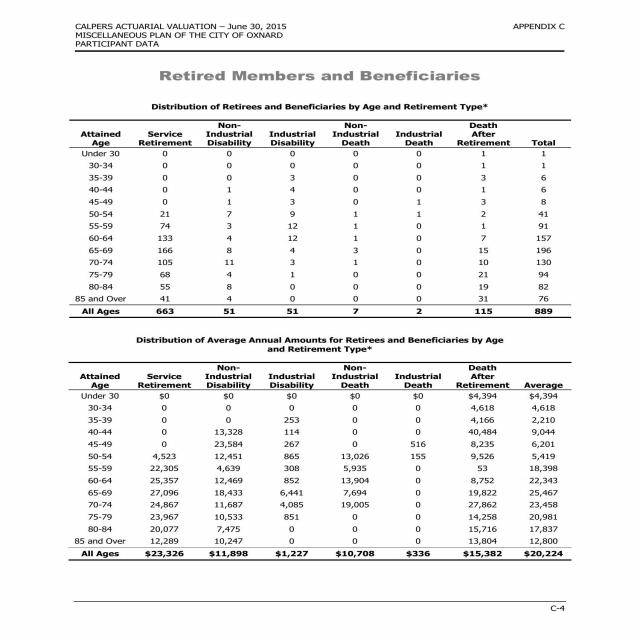 CALPERS ACTUARIAL VALUATION – June 30, 2015 APPENDIX C
MISCELLANEOUS PLAN OF THE CITY OF OXNARD
PARTICIPANT DATA
Retired Members and Beneficiaries
Distribution of Retirees and Beneficiaries by Age and Retirement Type*
Non- Non- Death
Attained Service Industrial Industrial Industrial Industrial After
Age Retirement Disability Disability Death Death Retirement Total
Under 30 0 0 0 0 0 1 1
30-34 0 0 0 0 0 1 1
35-39 0 0 3 0 0 3 6
40-44 0 1 4 0 0 1 6
45-49 0 1 3 0 1 3 8
50-54 21 7 9 1 1 2 41
55-59 74 3 12 1 0 1 91
60-64 133 4 12 1 0 7 157
65-69 166 8 4 3 0 15 196
70-74 105 11 3 1 0 10 130
75-79 68 4 1 0 0 21 94
80-84 55 8 0 0 0 19 82
85 and Over 41 4 0 0 0 31 76
All Ages 663 51 51 7 2 115 889
Distribution of Average Annual Amounts for Retirees and Beneficiaries by Age
and Retirement Type*
Non- Non- Death
Attained Service Industrial Industrial Industrial Industrial After
Age Retirement Disability Disability Death Death Retirement Average
Under 30 $0 $0 $0 $0 $0 $4,394 $4,394
30-34 0 0 0 0 0 4,618 4,618
35-39 0 0 253 0 0 4,166 2,210
40-44 0 13,328 114 0 0 40,484 9,044
45-49 0 23,584 267 0 516 8,235 6,201
50-54 4,523 12,451 865 13,026 155 9,526 5,419
55-59 22,305 4,639 308 5,935 0 53 18,398
60-64 25,357 12,469 852 13,904 0 8,752 22,343
65-69 27,096 18,433 6,441 7,694 0 19,822 25,467
70-74 24,867 11,687 4,085 19,005 0 27,862 23,458
75-79 23,967 10,533 851 0 0 14,258 20,981
80-84 20,077 7,475 0 0 0 15,716 17,837
85 and Over 12,289 10,247 0 0 0 13,804 12,800
All Ages $23,326 $11,898 $1,227 $10,708 $336 $15,382 $20,224
C-4